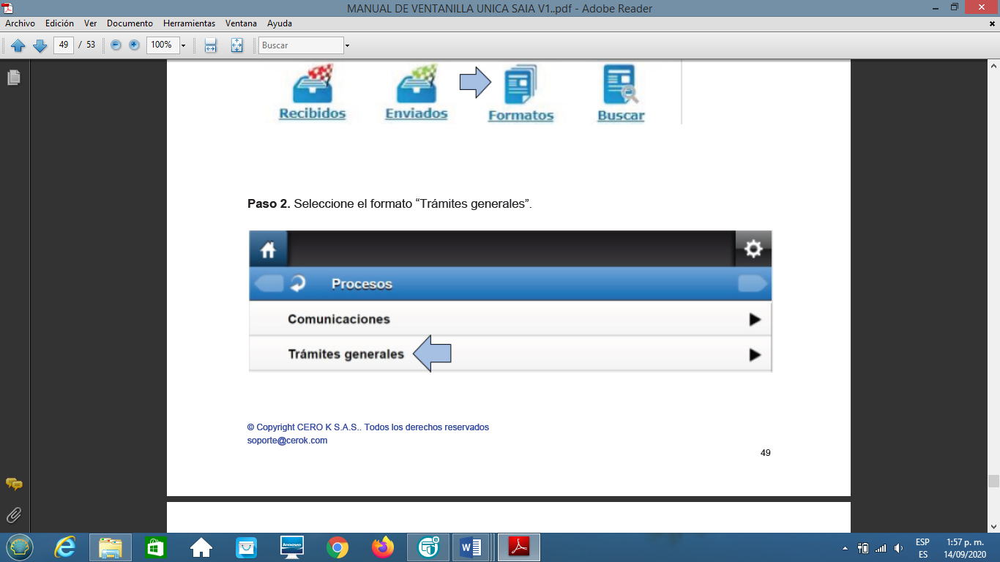 MANUAL DE VENTANILLA UNICA SAIA V1..pdf - Adobe Reader
Archivo Edición Ver Documento Herramientas Ventana Ayuda
49 / 53 100% Buscar
Recibidos Enviados Formatos Buscar
Paso 2. Seleccione el formato “Trámites generales”.
Procesos
Comunicaciones
Trámites generales
© Copyright CERO K S.A.S.. Todos los derechos reservados
soporte@cerok.com
49
lenovo
W
ESP 1:57 p. m.
ES 14/09/2020